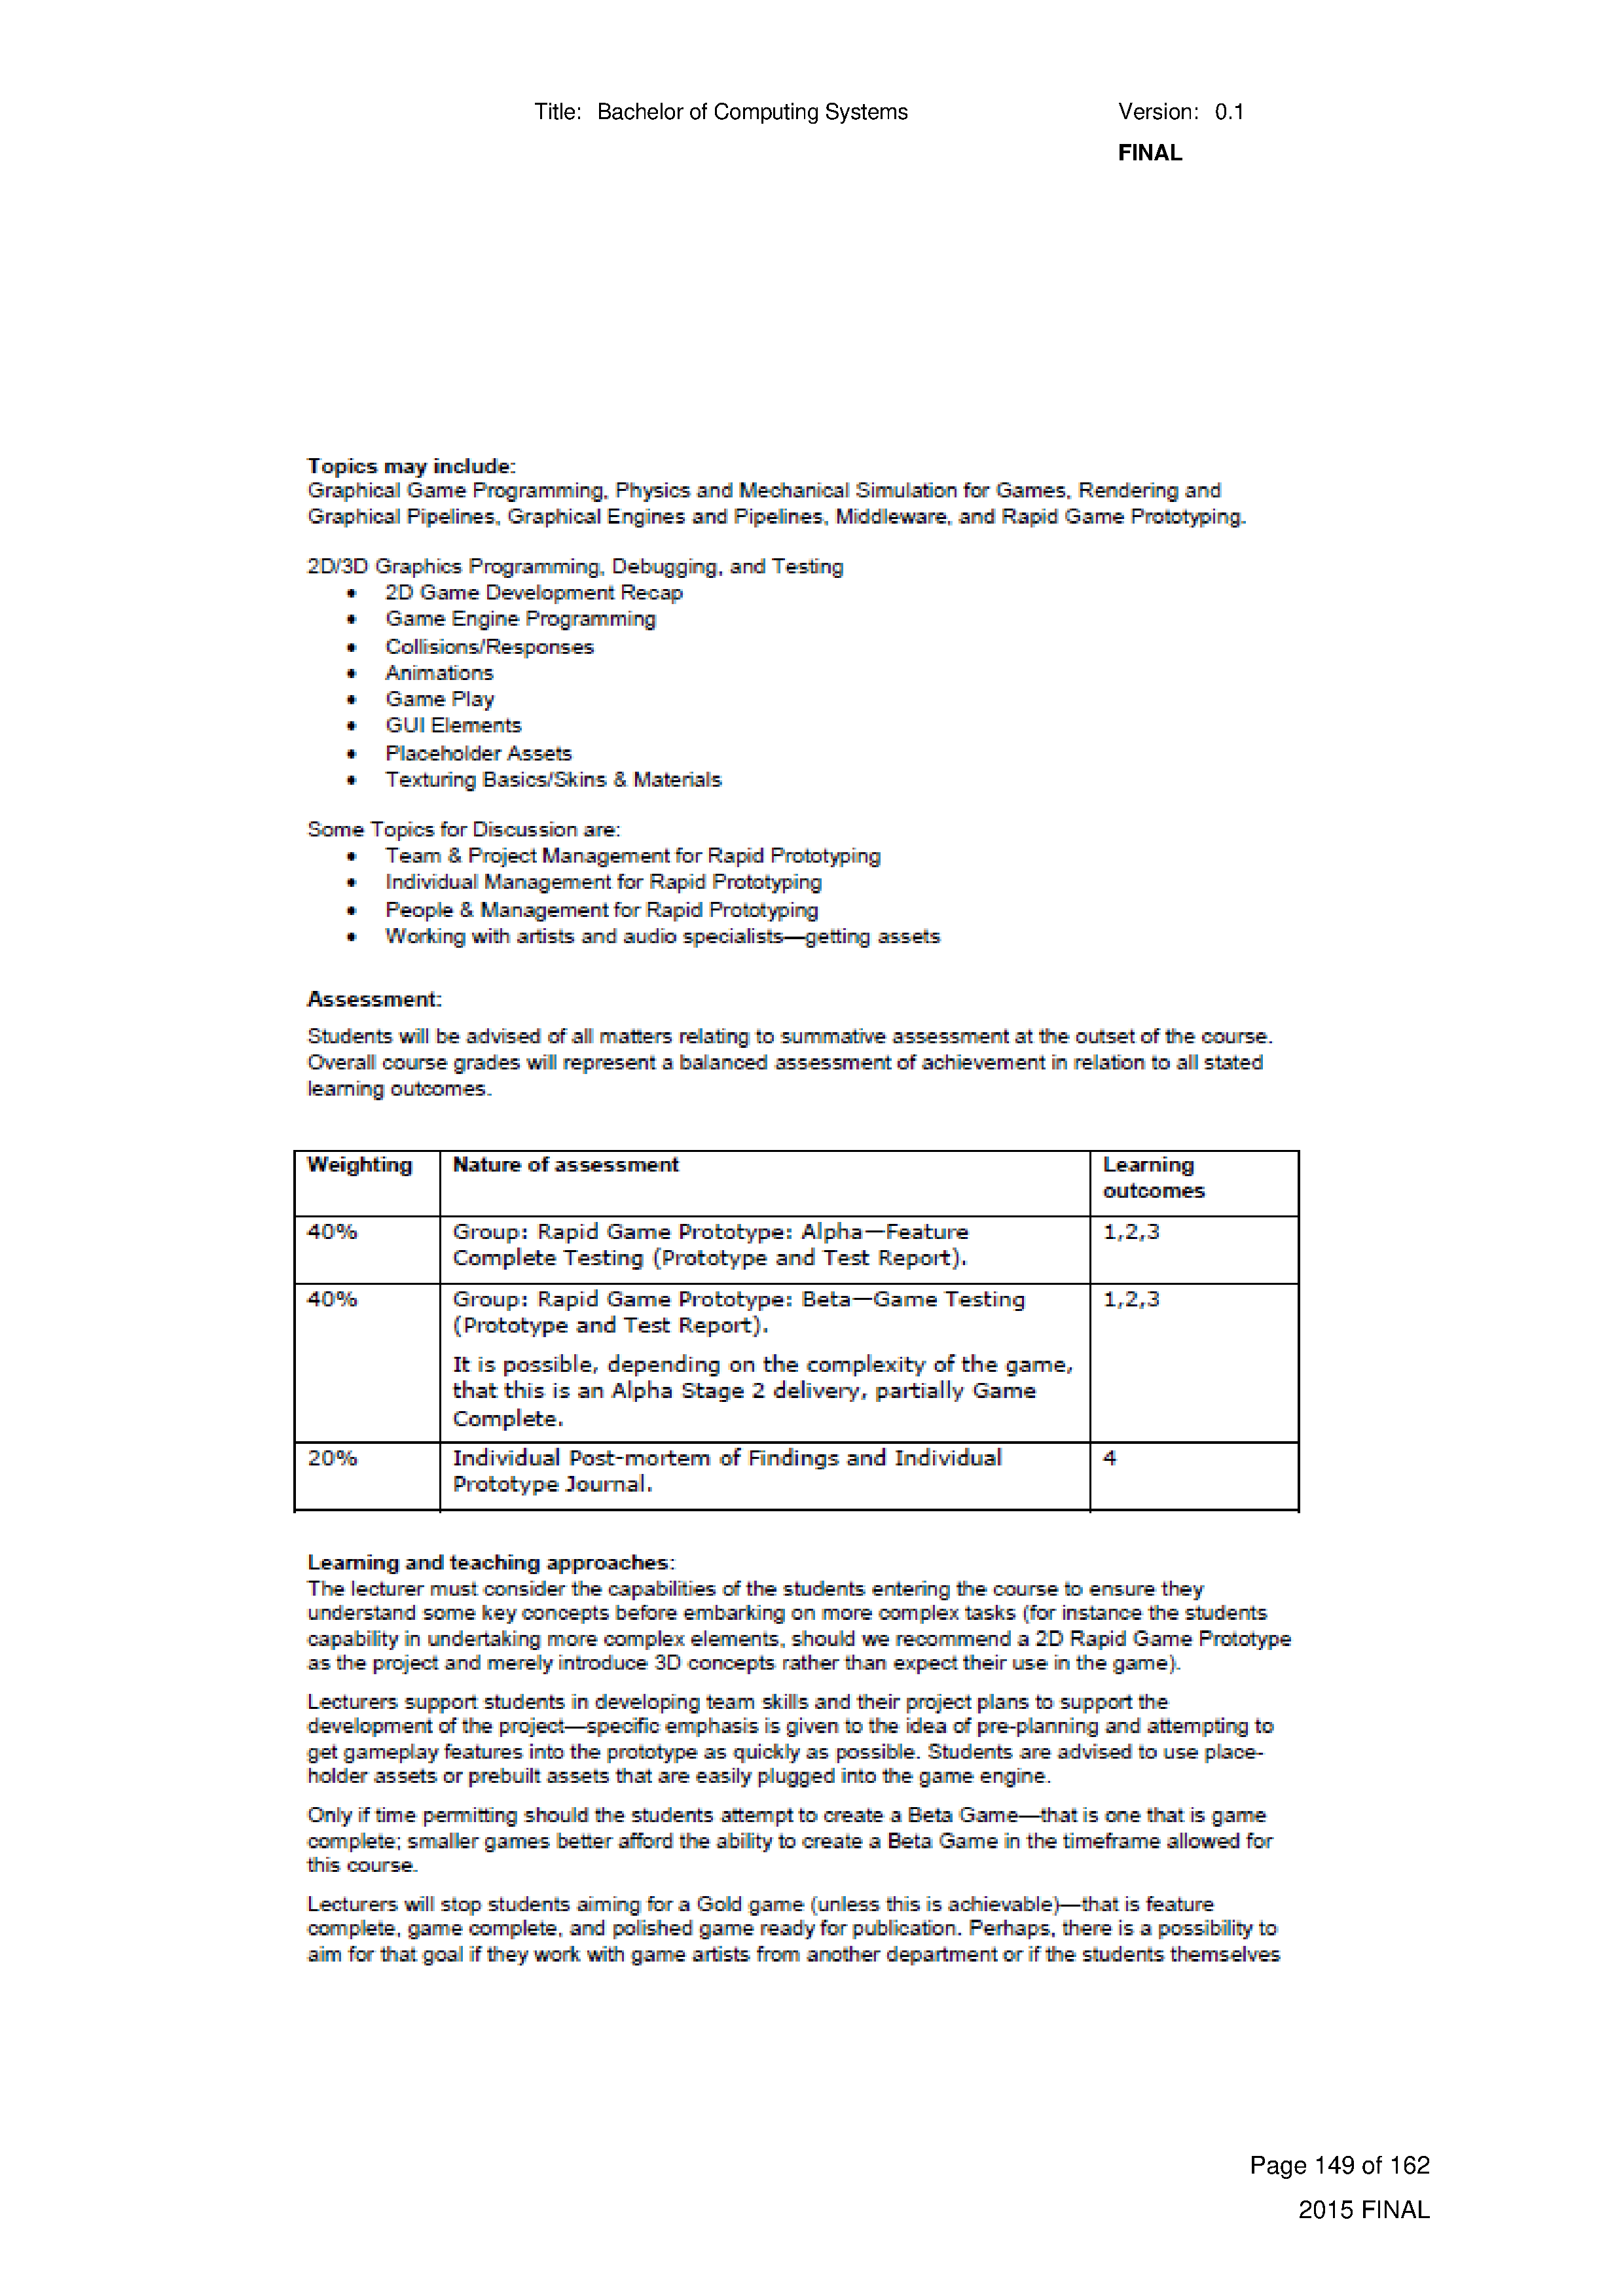 Title: Bachelor of Computing Systems Version: 0.1
FINAL
Topics may include:
Graphical Game Programming, Physics and Mechanical Simulation for Games, Rendering and
Graphical Pipelines, Graphical Engines and Pipelines, Middleware, and Rapid Game Prototyping.
2D/3D Graphics Programming, Debugging, and Testing
• 2D Game Development Recap
• Game Engine Programming
• Collisions/Responses
• Animations
• Game Play
• GUI Elements
• Placeholder Assets
• Texturing Basics/Skins & Materials
Some Topics for Discussion are:
• Team & Project Management for Rapid Prototyping
• Individual Management for Rapid Prototyping
• People & Management for Rapid Prototyping
• Working with artists and audio specialists—getting assets
Assessment:
Students will be advised of all matters relating to summative assessment at the outset of the course.
Overall course grades will represent a balanced assessment of achievement in relation to all stated
learning outcomes.
Weighting Nature of assessment Learning
outcomes
40% Group: Rapid Game Prototype: Alpha—Feature 1,2,3
Complete Testing (Prototype and Test Report).
40% Group: Rapid Game Prototype: Beta—Game Testing 1,2,3
(Prototype and Test Report).
It is possible, depending on the complexity of the game,
that this is an Alpha Stage 2 delivery, partially Game
Complete.
20% Individual Post-mortem of Findings and Individual 4
Prototype Journal.
Learning and teaching approaches:
The lecturer must consider the capabilities of the students entering the course to ensure they
understand some key concepts before embarking on more complex tasks (for instance the students
capability in undertaking more complex elements, should we recommend a 2D Rapid Game Prototype
as the project and merely introduce 3D concepts rather than expect their use in the game).
Lecturers support students in developing team skills and their project plans to support the
development of the project—specific emphasis is given to the idea of pre-planning and attempting to
get gameplay features into the prototype as quickly as possible. Students are advised to use place-
holder assets or prebuilt assets that are easily plugged into the game engine.
Only if time permitting should the students attempt to create a Beta Game—that is one that is game
complete; smaller games better afford the ability to create a Beta Game in the timeframe allowed for
this course.
Lecturers will stop students aiming for a Gold game (unless this is achievable)—that is feature
complete, game complete, and polished game ready for publication. Perhaps, there is a possibility to
aim for that goal if they work with game artists from another department or if the students themselves
Page 149 of 162
2015 FINAL